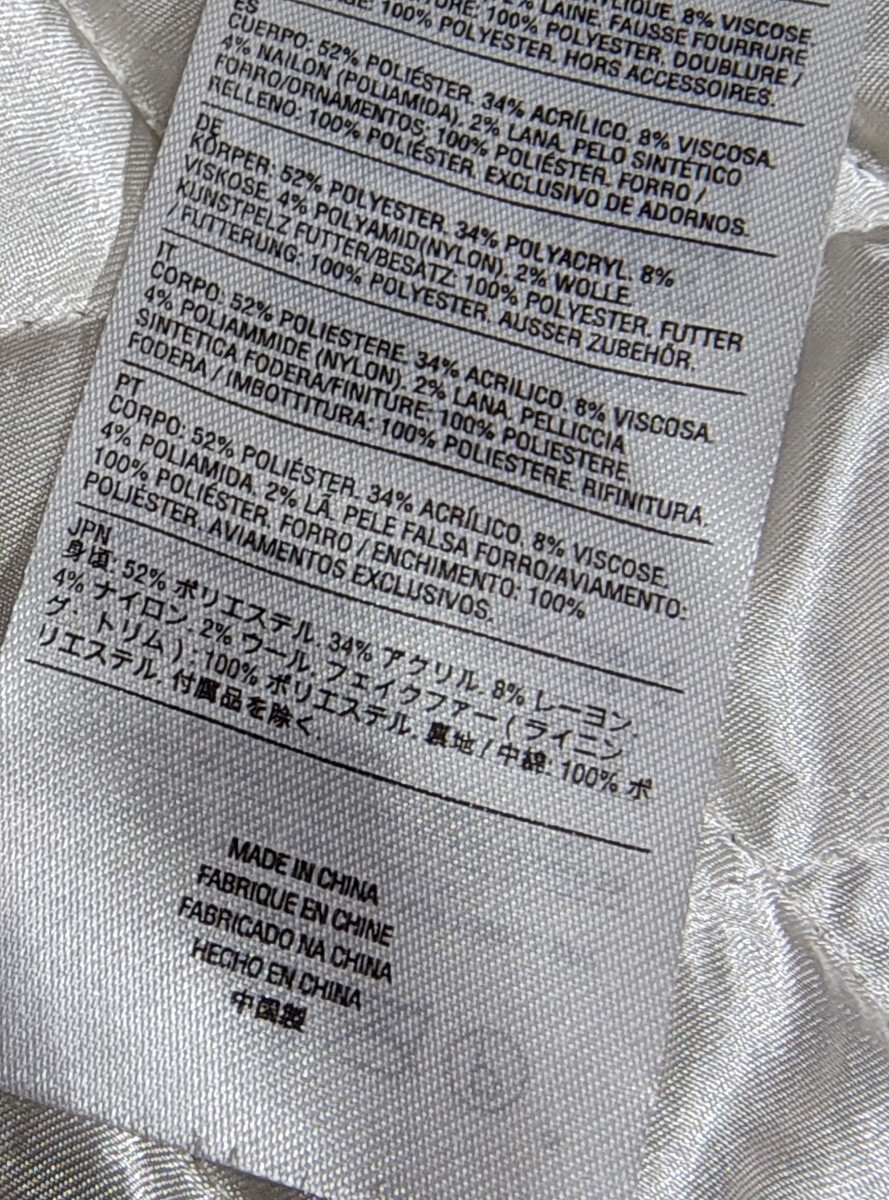 8% VISCOSE.
% LAINE. FAUSSE FOURRURE
100% POLYESTER. DOUBLURE /
100% POLYESTER. HORS ACCESSOIRES.
ES
CUERPO: 52% POLIÉSTER. 34% ACRÍLICO. 8% VISCOSA.
4% NAILON (POLIAMIDA). 2% LANA. PELO SINTÉTICO
FORRO/ORNAMENTOS: 100% POLIÉSTER. FORRO /
RELLENO: 100% POLIÉSTER. EXCLUSIVO DE ADORNOS.
DE
KÖRPER: 52% POLYESTER. 34% POLYACRYL. 8%
VISKOSE. 4% POLYAMID(NYLON). 2% WOLLE.
KUNSTPELZ FUTTER/BESATZ: 100% POLYESTER. FUTTER
/ FÜTTERUNG: 100% POLYESTER. AUSSER ZUBEHÖR.
IT
CORPO: 52% POLIESTERE. 34% ACRILICO. 8% VISCOSA.
4% POLIAMMIDE (NYLON). 2% LANA. PELLICCIA
SINTETICA FODERA/FINITURE: 100% POLIESTERE.
FODERA / IMBOTTITURA: 100% POLIESTERE. RIFINITURA.
PT
CORPO: 52% POLIÉSTER. 34% ACRÍLICO. 8% VISCOSE.
4% POLIAMIDA. 2% LÃ. PELE FALSA FORRO/AVIAMENTO:
100% POLIÉSTER. FORRO / ENCHIMENTO: 100%
POLIÉSTER. AVIAMENTOS EXCLUSIVOS.
JPN
身頃: 52% ポリエステル. 34% アクリル. 8% レーヨン.
4% ナイロン. 2% ウール. フェイクファー ( ライニン
グ・トリム ): 100% ポリエステル. 裏地 / 中綿: 100% ポ
リエステル. 付属品を除く.
MADE IN CHINA
FABRIQUE EN CHINE
FABRICADO NA CHINA
HECHO EN CHINA
中国製